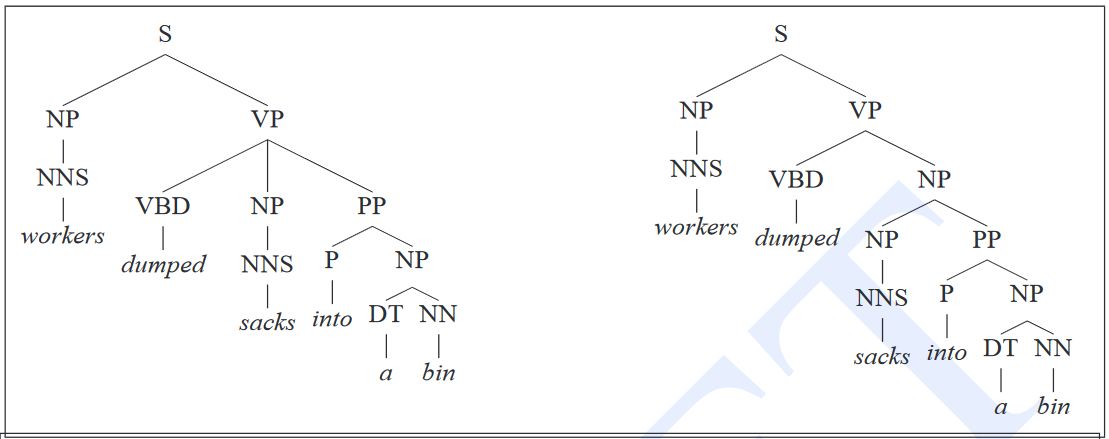 S
NP VP
NNS VBD NP PP
workers dumped NNS P NP
sacks into DT NN
a bin
S
NP VP
NNS VBD NP
workers dumped NP PP
NNS P NP
sacks into DT NN
a bin